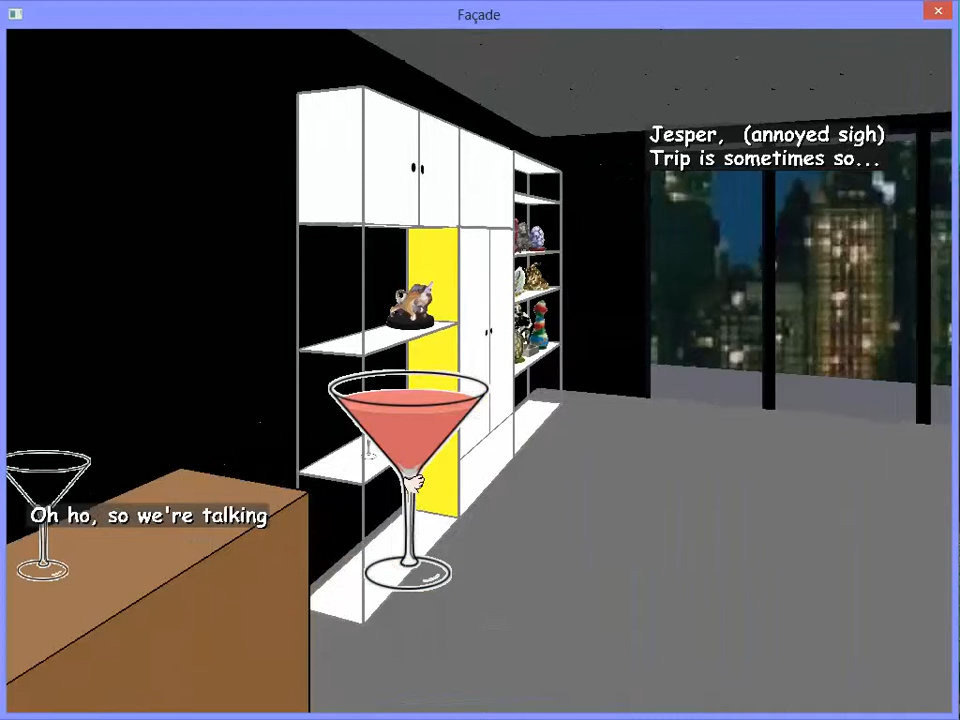 Façade
Jesper, (annoyed sigh)
Trip is sometimes so...
Oh ho, so we're talking